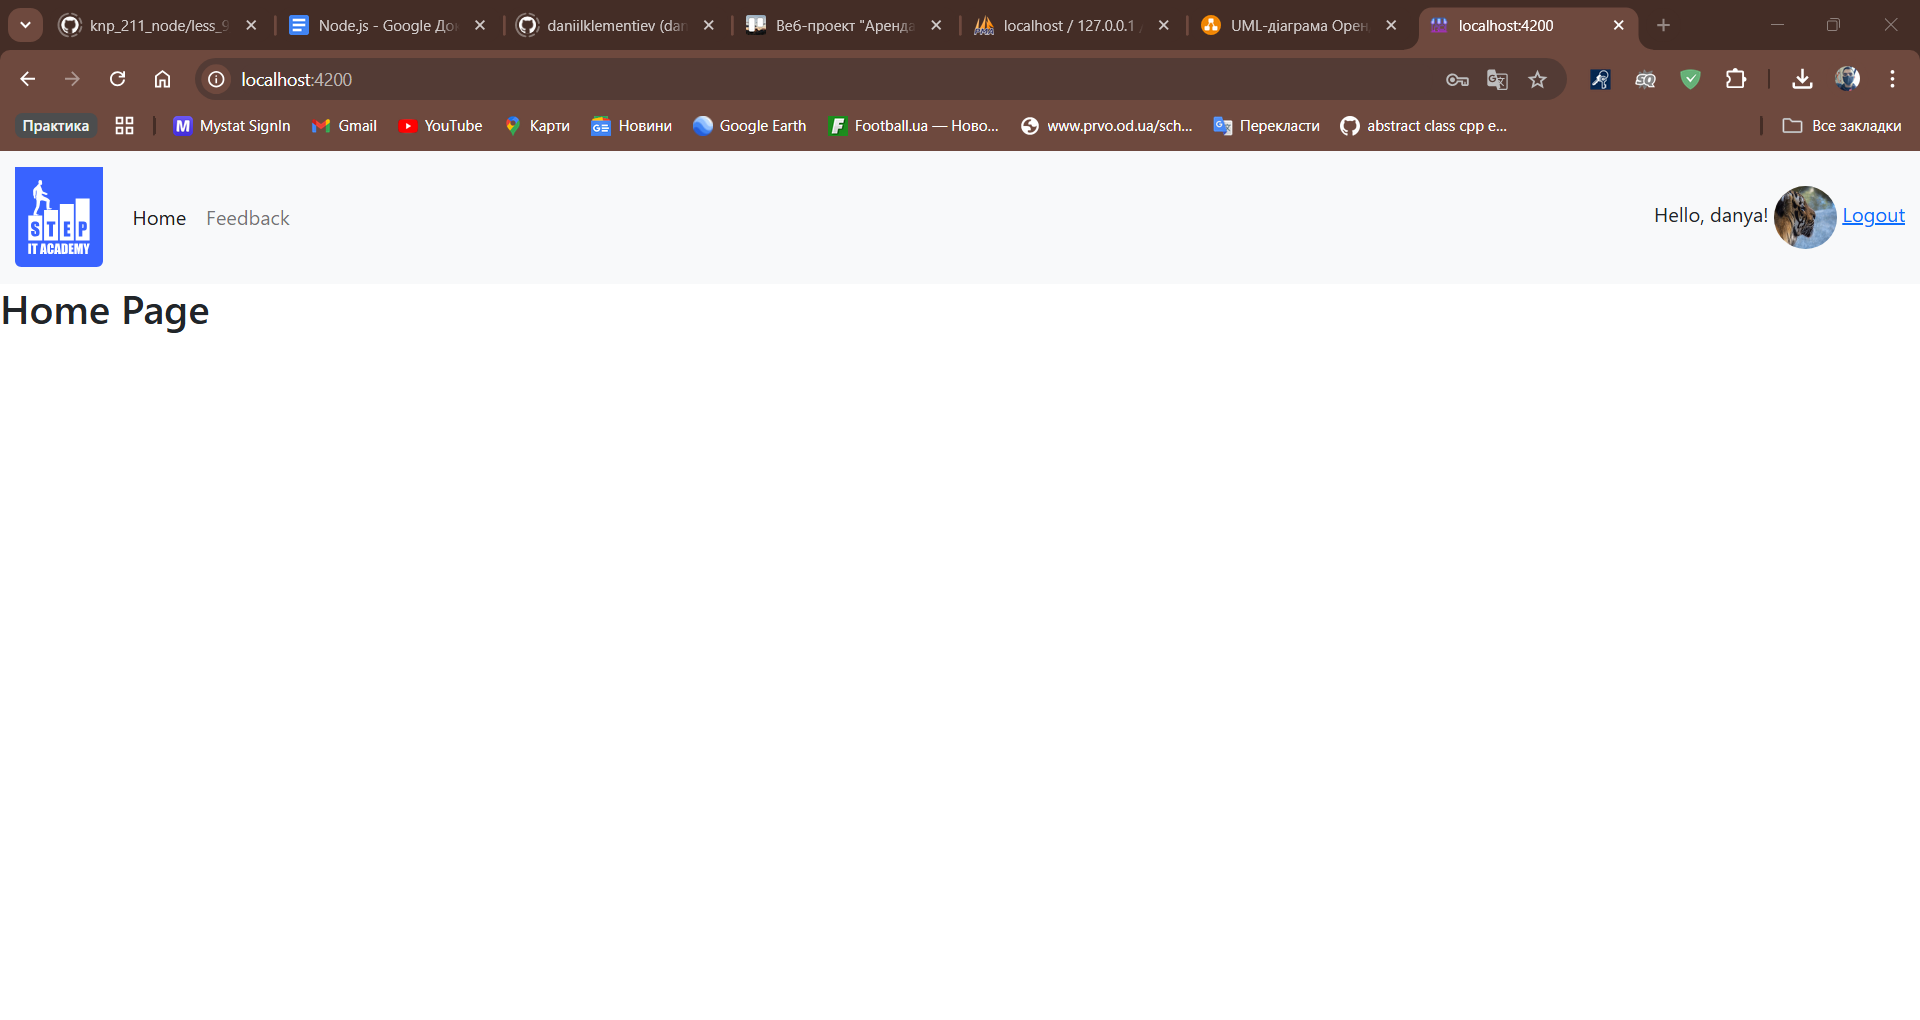 knp_211_node/less_9
Node.js - Google До
daniilklementiev (dan
Веб-проект "Аренда
localhost / 127.0.0.1 /
UML-діаграма Орен
localhost:4200
localhost:4200
Практика
Mystat SignIn
Gmail
YouTube
Карти
Новини
Google Earth
Football.ua — Ново...
www.prvo.od.ua/sch...
Перекласти
abstract class cpp e...
Все закладки
STEP
IT ACADEMY
Home
Feedback
Hello, danya!
Logout
Home Page